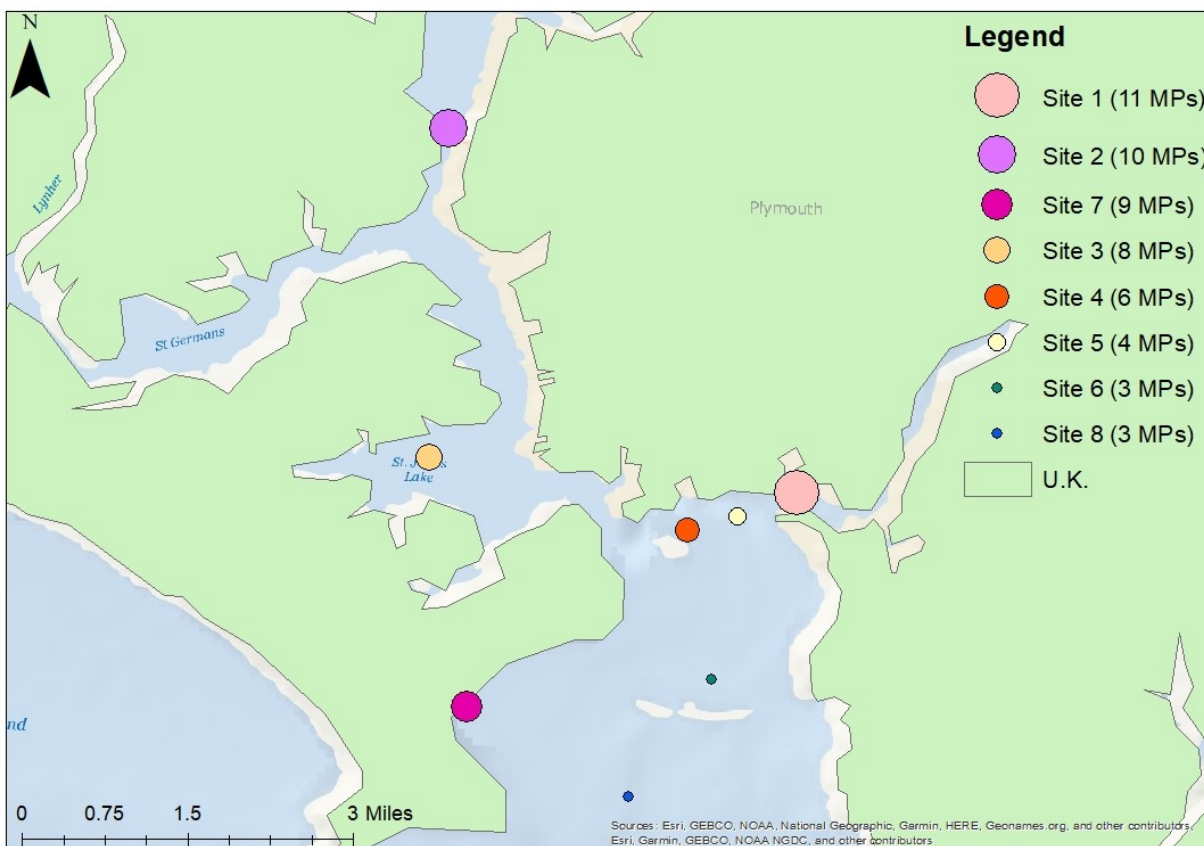 N
Legend
Site 1 (11 MPs)
Site 2 (10 MPs)
Site 7 (9 MPs)
Site 3 (8 MPs)
Site 4 (6 MPs)
Site 5 (4 MPs)
Site 6 (3 MPs)
Site 8 (3 MPs)
U.K.
Lynher
Plymouth
St Germans
St. J
s
Lake
nd
0 0.75 1.5 3 Miles
Sources: Esri, GEBCO, NOAA, National Geographic, Garmin, HERE, Geonames.org, and other contributors,
Esri, Garmin, GEBCO, NOAA NGDC, and other contributors